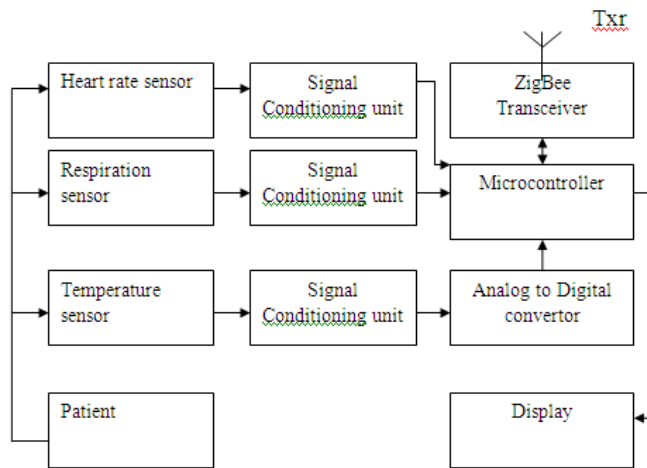 Txr
Heart rate sensor
Signal
Conditioning unit
ZigBee
Transceiver
Respiration
sensor
Signal
Conditioning unit
Microcontroller
Temperature
sensor
Signal
Conditioning unit
Analog to Digital
convertor
Patient
Display